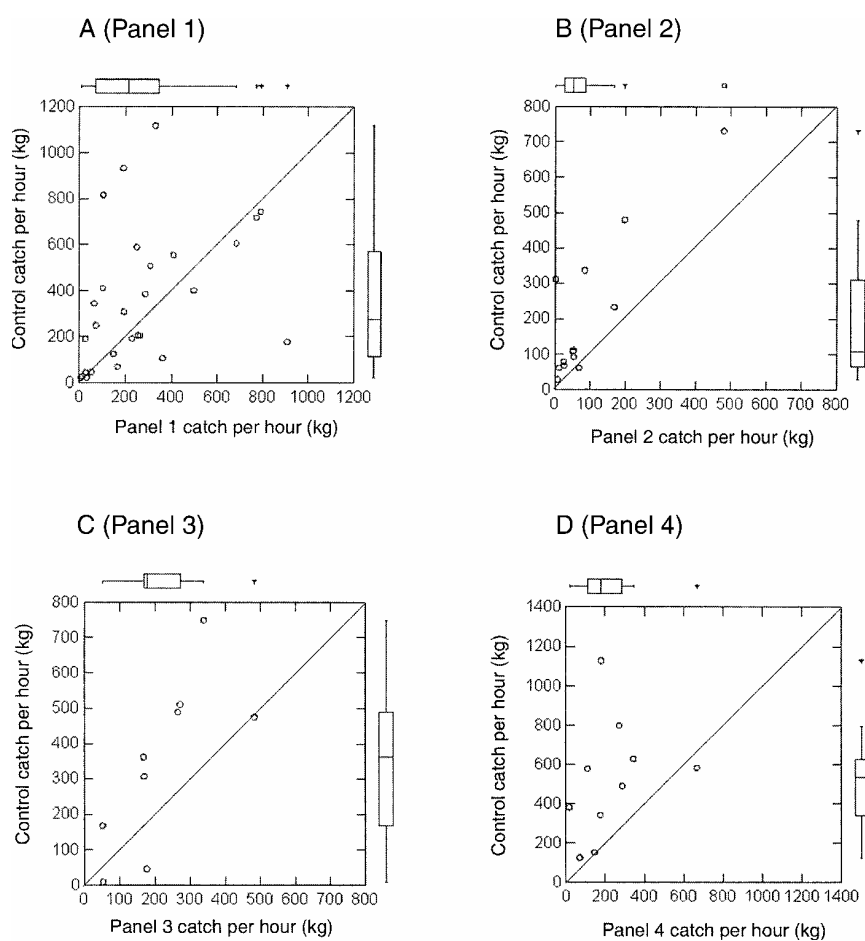 A (Panel 1)
1200
1000
800
600
400
200
0
0 200 400 600 800 1000 1200
Control catch per hour (kg)
Panel 1 catch per hour (kg)
B (Panel 2)
800
700
600
500
400
300
200
100
0
0 100 200 300 400 500 600 700 800
Control catch per hour (kg)
Panel 2 catch per hour (kg)
C (Panel 3)
800
700
600
500
400
300
200
100
0
0 100 200 300 400 500 600 700 800
Control catch per hour (kg)
Panel 3 catch per hour (kg)
D (Panel 4)
1400
1200
1000
800
600
400
200
0
0 200 400 600 800 1000 1200 1400
Control catch per hour (kg)
Panel 4 catch per hour (kg)